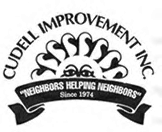 CUDELL IMPROVEMENT INC.
"NEIGHBORS HELPING NEIGHBORS"
Since 1974